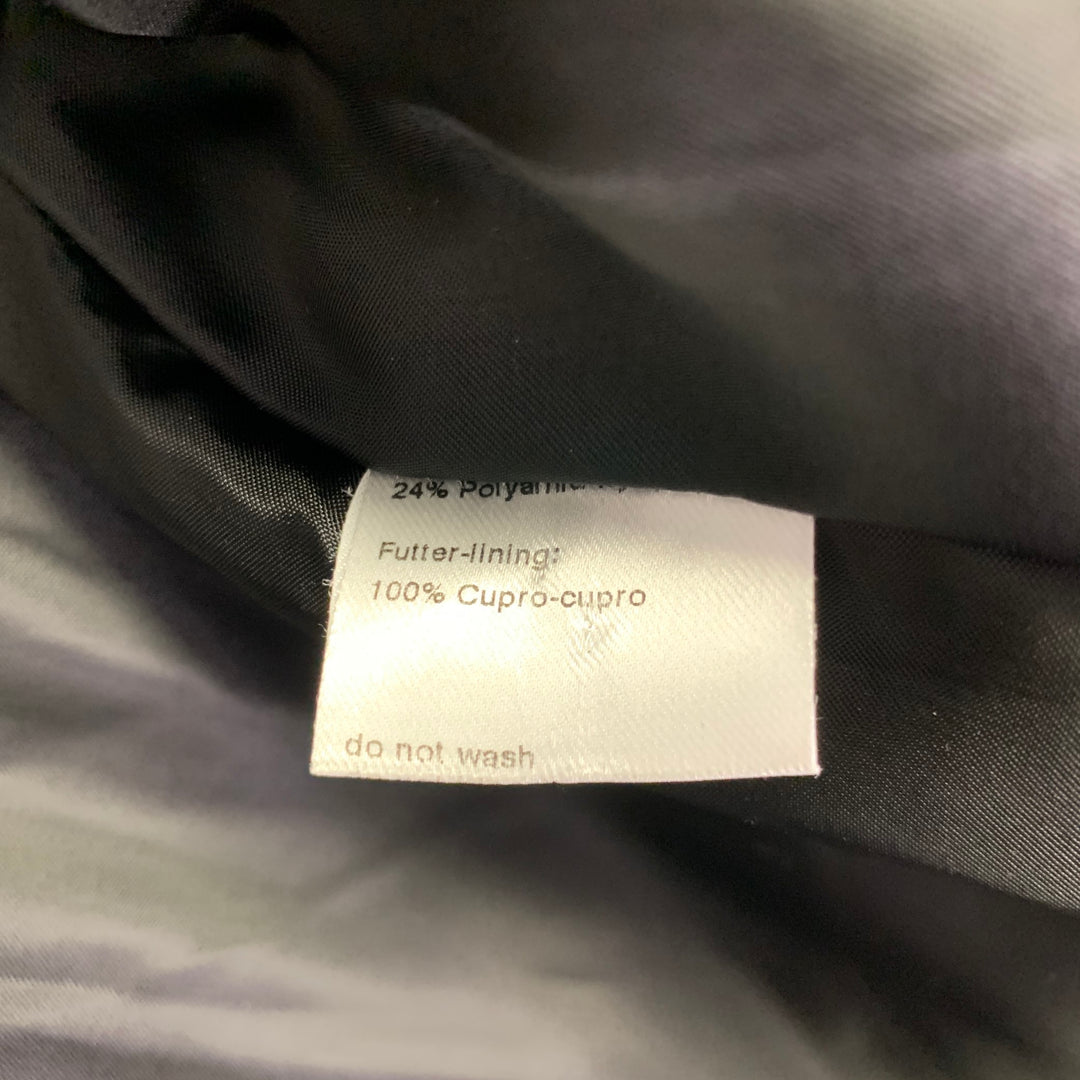 24% Polyamid
Futter-lining:
100% Cupro-cupro
do not wash